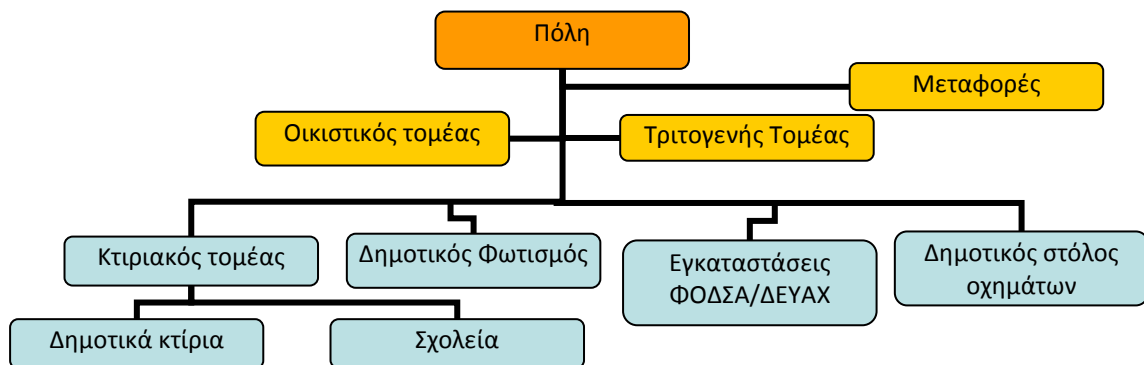 Πόλη
Μεταφορές
Οικιστικός τομέας
Τριτογενής Τομέας
Κτιριακός τομέας
Δημοτικός Φωτισμός
Εγκαταστάσεις
ΦΟΔΣΑ/ΔΕΥΑΧ
Δημοτικός στόλος
οχημάτων
Δημοτικά κτίρια
Σχολεία